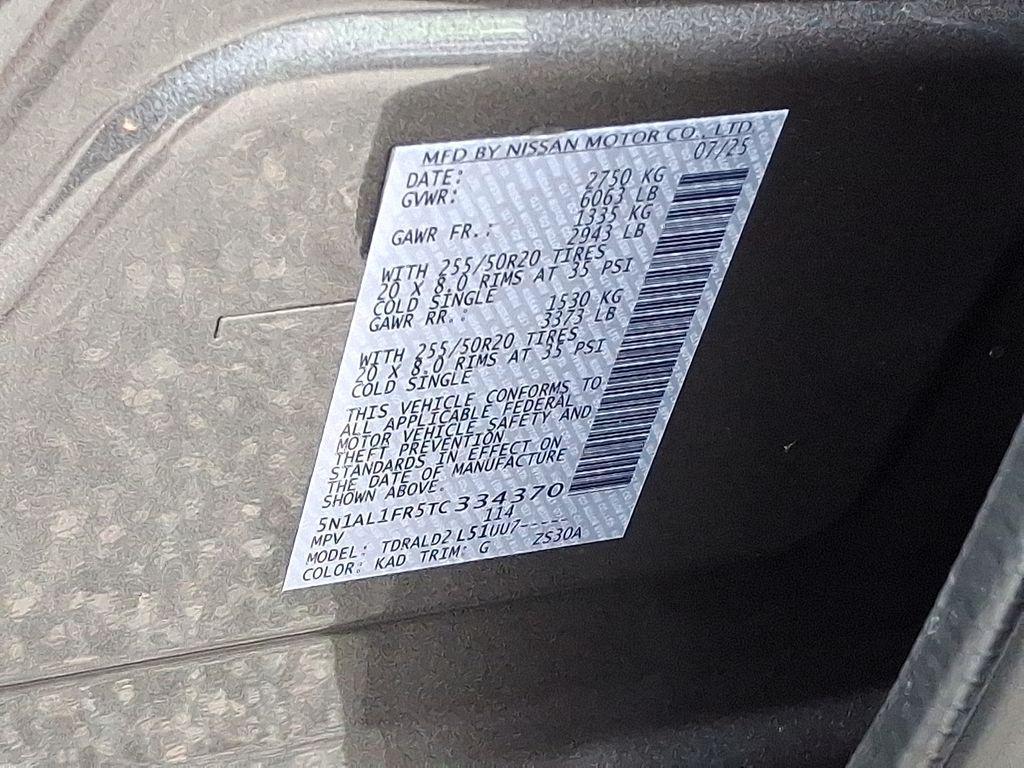 MFD BY NISSAN MOTOR CO., LTD.
DATE: 07/25
GVWR: 2750 KG
6063 LB
GAWR FR.: 1335 KG
2943 LB
WITH 255/50R20 TIRES
20 X 8.0 RIMS AT 35 PSI
COLD SINGLE
GAWR RR.: 1530 KG
3373 LB
WITH 255/50R20 TIRES
20 X 8.0 RIMS AT 35 PSI
COLD SINGLE
THIS VEHICLE CONFORMS TO
ALL APPLICABLE FEDERAL
MOTOR VEHICLE SAFETY AND
THEFT PREVENTION
STANDARDS IN EFFECT ON
THE DATE OF MANUFACTURE
SHOWN ABOVE.
5N1AL1FR5TC334370
MPV 114
MODEL: TDRALD2 L51UU7-----
COLOR: KAD TRIM: G ZS30A